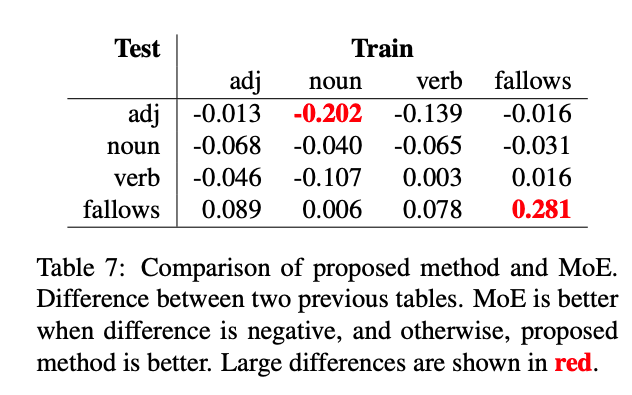 Test Train
adj noun verb fallows
adj -0.013 -0.202 -0.139 -0.016
noun -0.068 -0.040 -0.065 -0.031
verb -0.046 -0.107 0.003 0.016
fallows 0.089 0.006 0.078 0.281
Table 7: Comparison of proposed method and MoE.
Difference between two previous tables. MoE is better
when difference is negative, and otherwise, proposed
method is better. Large differences are shown in red.